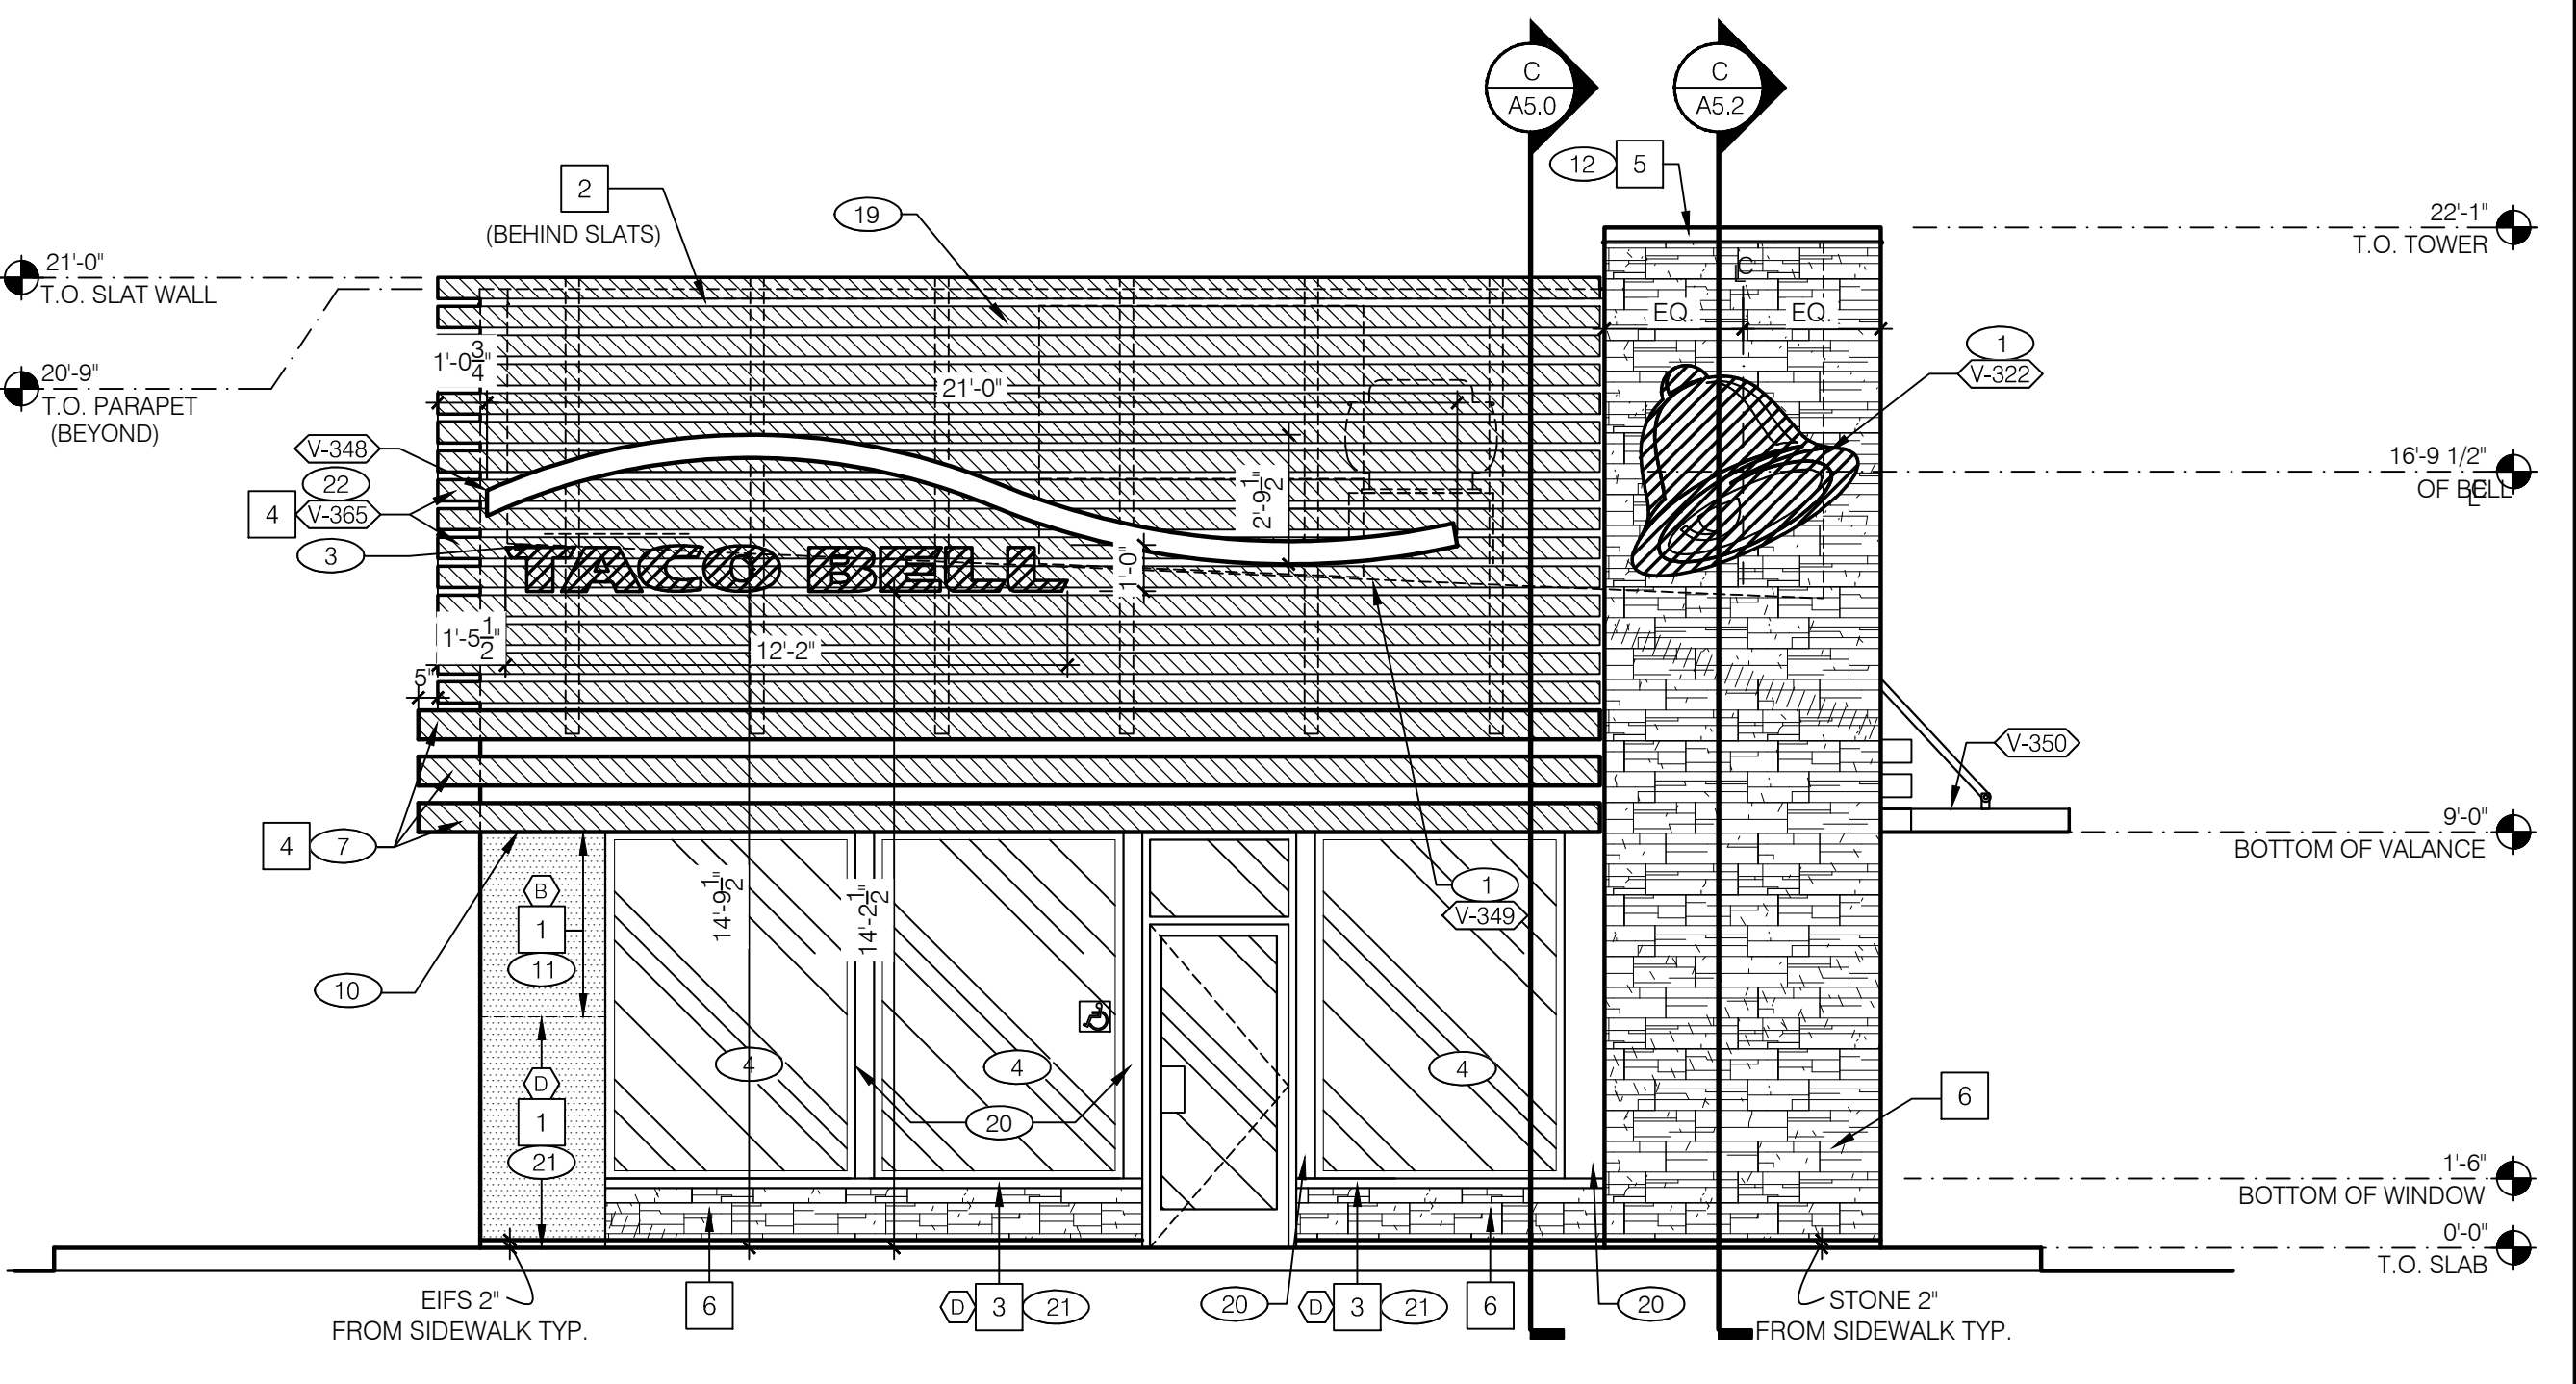 C
A5.0
C
A5.2
12
5
2
(BEHIND SLATS)
19
22'-1"
T.O. TOWER
21'-0"
T.O. SLAT WALL
20'-9"
T.O. PARAPET
(BEYOND)
CL
EQ.
EQ.
1
V-322
1'-0 3/4"
21'-0"
V-348
22
4
V-365
3
2'-9 1/2"
16'-9 1/2"
CL OF BELL
TACO BELL
1'-0"
1'-5 1/2"
12'-2"
5"
V-350
4
7
9'-0"
BOTTOM OF VALANCE
B
1
11
14'-9 1/2"
14'-2 1/2"
1
V-349
10
4
4
4
D
1
21
20
6
1'-6"
BOTTOM OF WINDOW
0'-0"
T.O. SLAB
EIFS 2"
FROM SIDEWALK TYP.
6
D
3
21
20
D
3
21
6
20
STONE 2"
FROM SIDEWALK TYP.